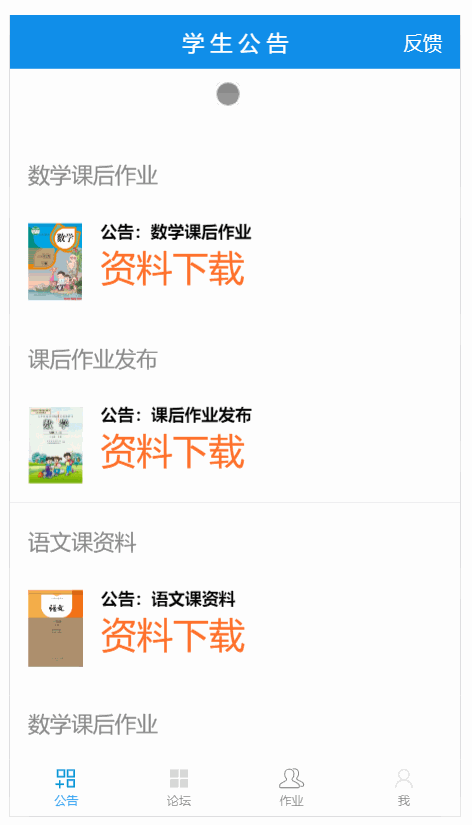 学生公告
反馈
数学课后作业
数学
公告：数学课后作业
资料下载
课后作业发布
数学
公告：课后作业发布
资料下载
语文课资料
语文
公告：语文课资料
资料下载
数学课后作业
公告
论坛
作业
我